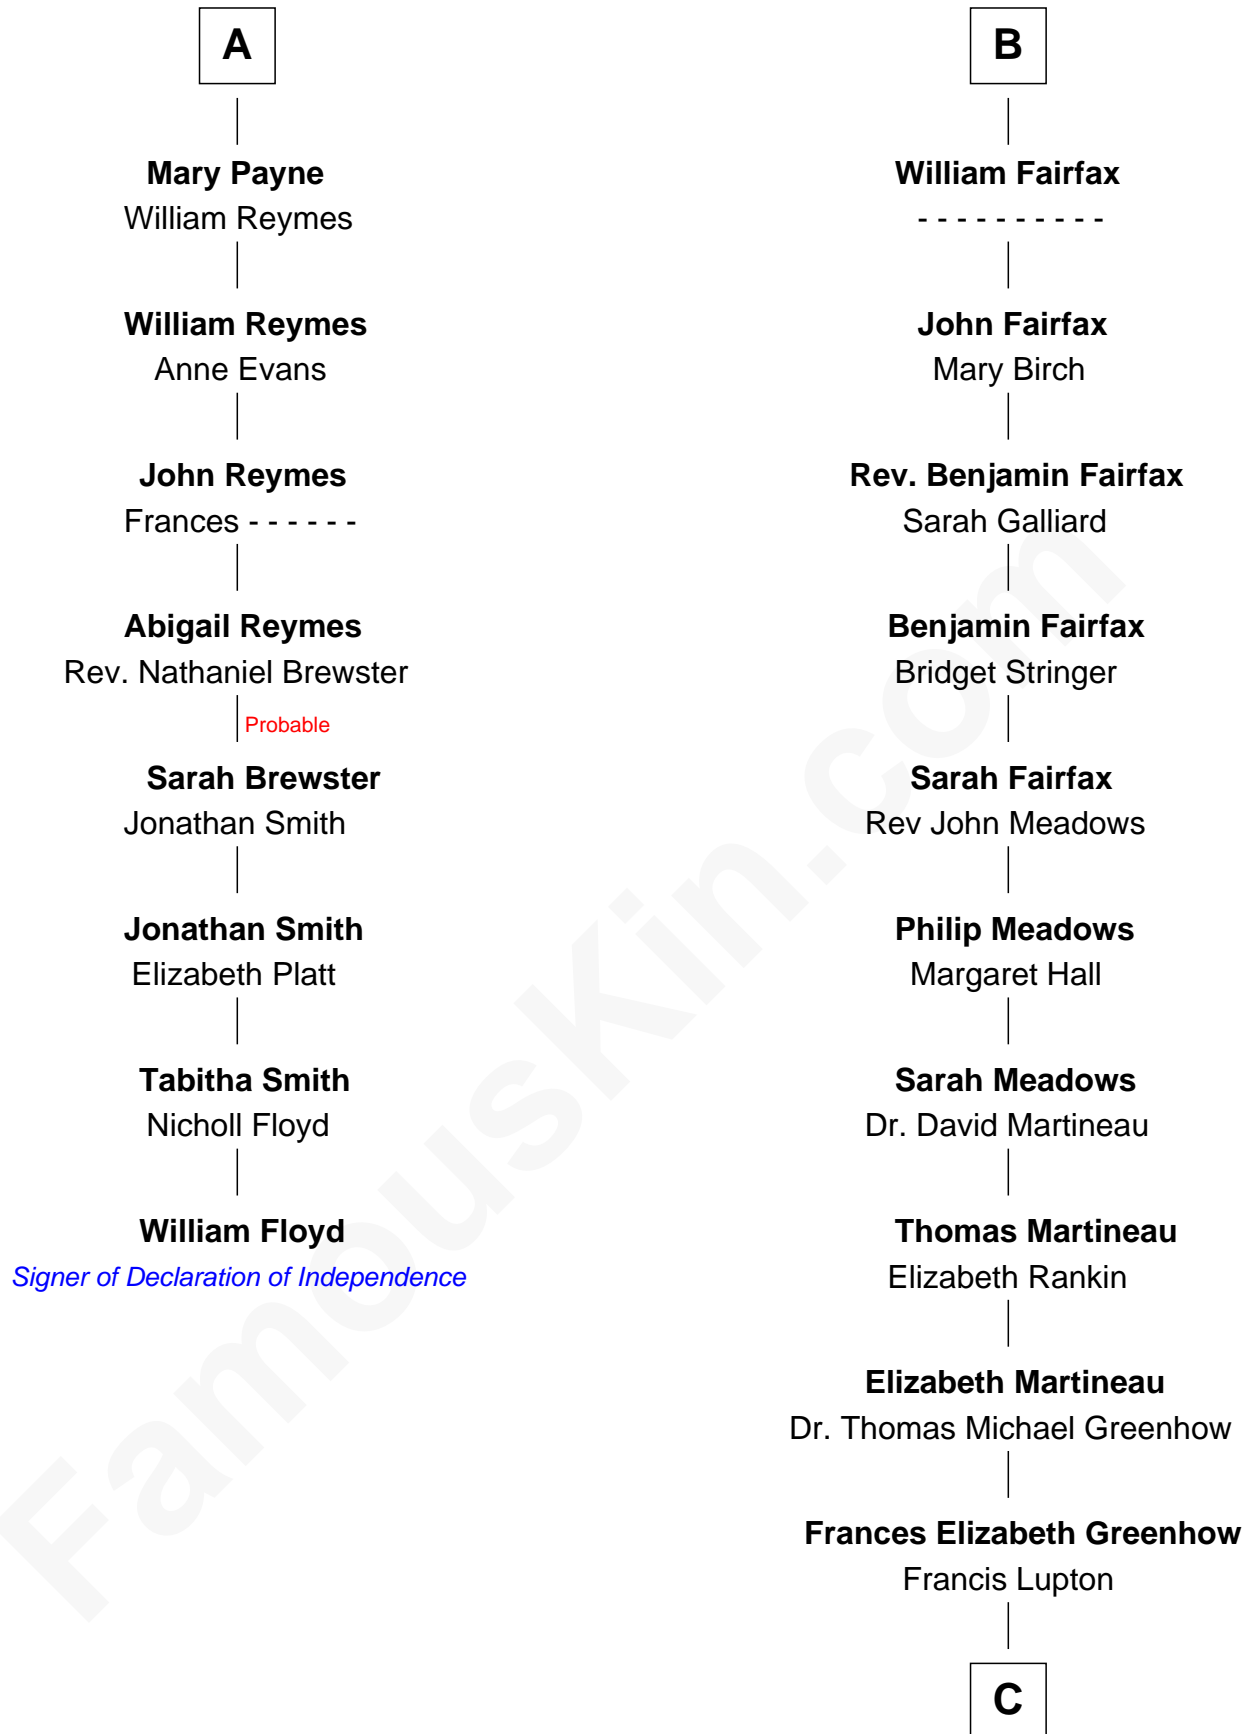 A
Mary Payne
William Reymes
William Reymes
Anne Evans
John Reymes
Frances - - - - - -
Abigail Reymes
Rev. Nathaniel Brewster
Probable
Sarah Brewster
Jonathan Smith
Jonathan Smith
Elizabeth Platt
Tabitha Smith
Nicholl Floyd
William Floyd
Signer of Declaration of Independence
B
William Fairfax
- - - - - - - - - -
John Fairfax
Mary Birch
Rev. Benjamin Fairfax
Sarah Galliard
Benjamin Fairfax
Bridget Stringer
Sarah Fairfax
Rev John Meadows
Philip Meadows
Margaret Hall
Sarah Meadows
Dr. David Martineau
Thomas Martineau
Elizabeth Rankin
Elizabeth Martineau
Dr. Thomas Michael Greenhow
Frances Elizabeth Greenhow
Francis Lupton
C
FamousKin.com